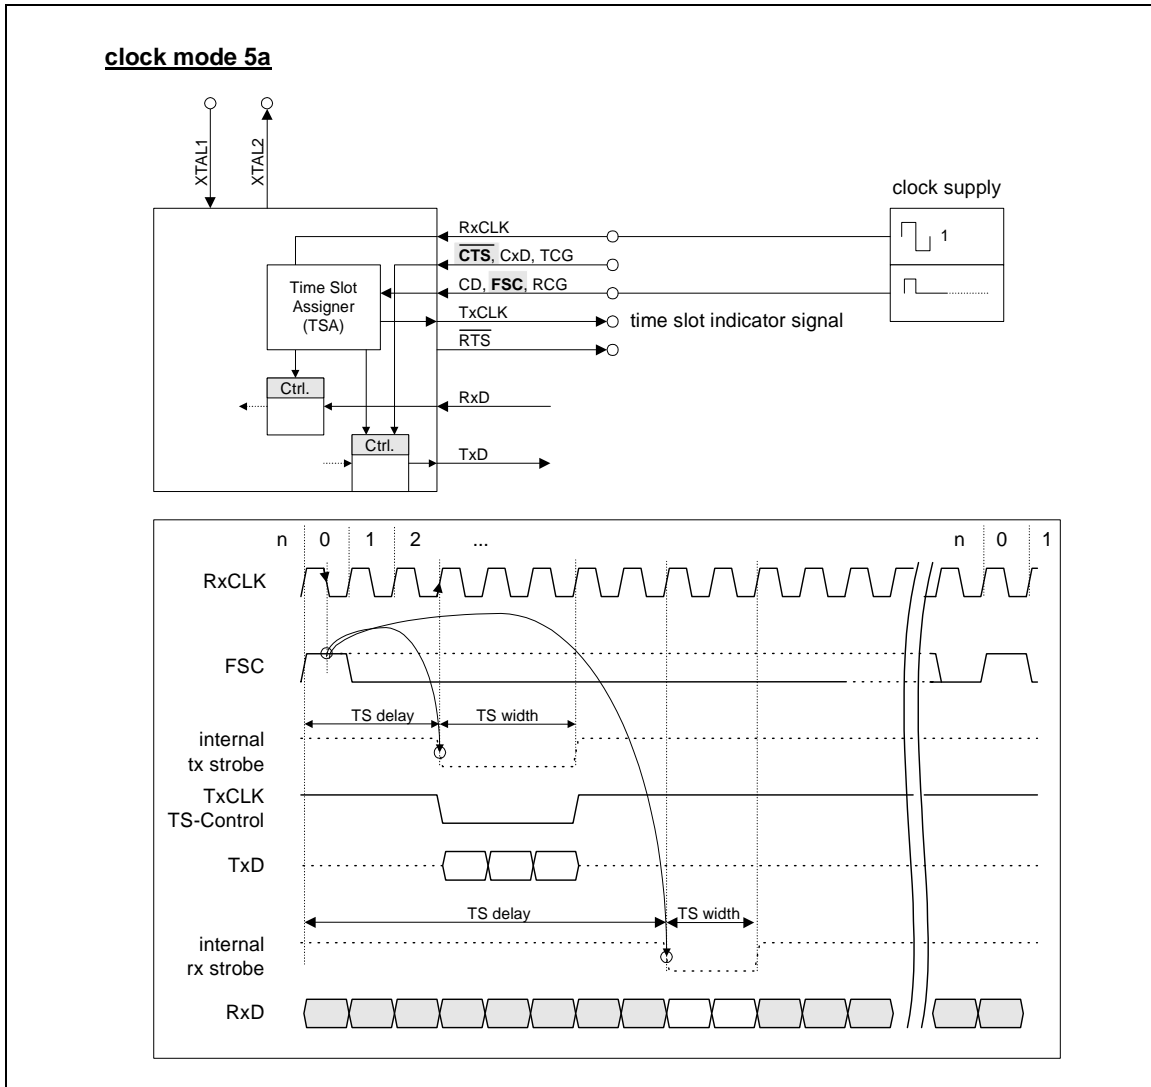 clock mode 5a
XTAL1
XTAL2
clock supply
RxCLK
1
CTS, CxD, TCG
Time Slot
Assigner
(TSA)
CD, FSC, RCG
TxCLK
time slot indicator signal
RTS
Ctrl.
RxD
Ctrl.
TxD
n 0 1 2 ... n 0 1
RxCLK
FSC
TS delay TS width
internal
tx strobe
TxCLK
TS-Control
TxD
TS delay TS width
internal
rx strobe
RxD